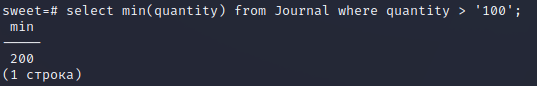 sweet=# select min(quantity) from Journal where quantity > '100';
 min
-----
 200
(1 строка)